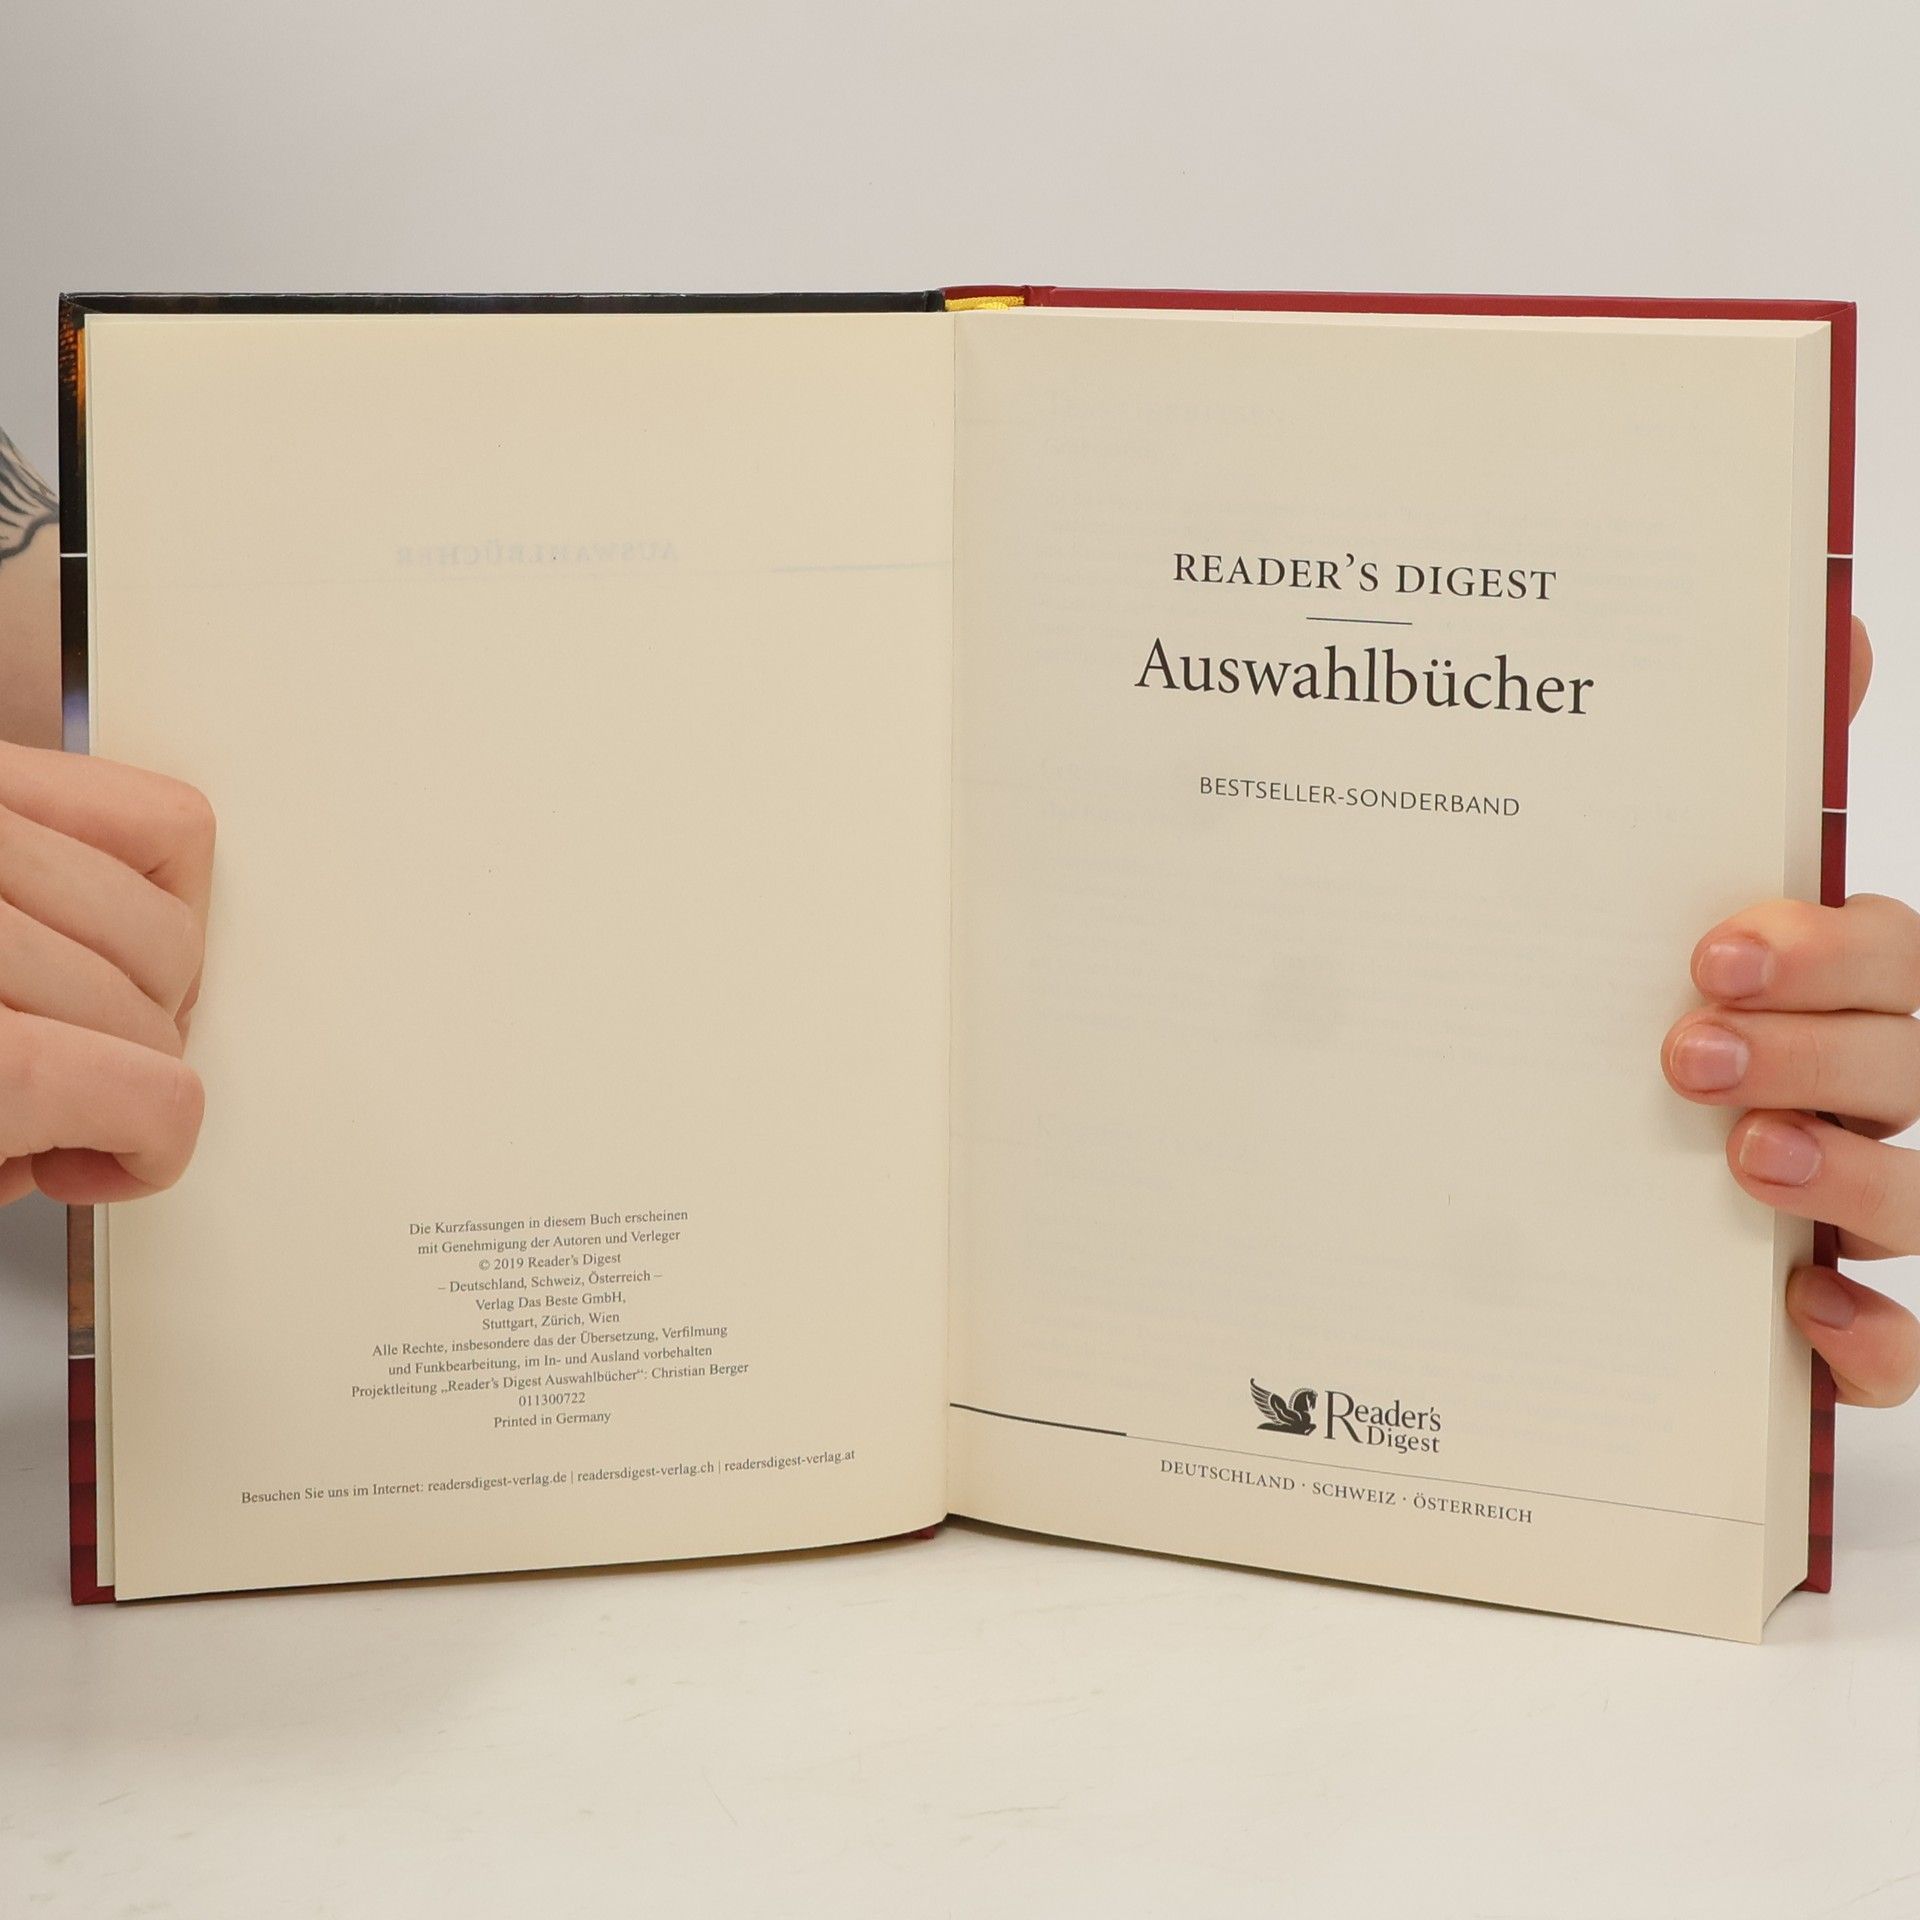 Die Kurzfassungen in diesem Buch erscheinen
mit Genehmigung der Autoren und Verleger
© 2019 Reader’s Digest
– Deutschland, Schweiz, Österreich –
Verlag Das Beste GmbH,
Stuttgart, Zürich, Wien
Alle Rechte, insbesondere das der Übersetzung, Verfilmung
und Funkbearbeitung, im In- und Ausland vorbehalten
Projektleitung „Reader’s Digest Auswahlbücher“: Christian Berger
011300722
Printed in Germany
Besuchen Sie uns im Internet: readersdigest-verlag.de | readersdigest-verlag.ch | readersdigest-verlag.at
READER’S DIGEST
Auswahlbücher
BESTSELLER-SONDERBAND
Reader’s
Digest
DEUTSCHLAND · SCHWEIZ · ÖSTERREICH